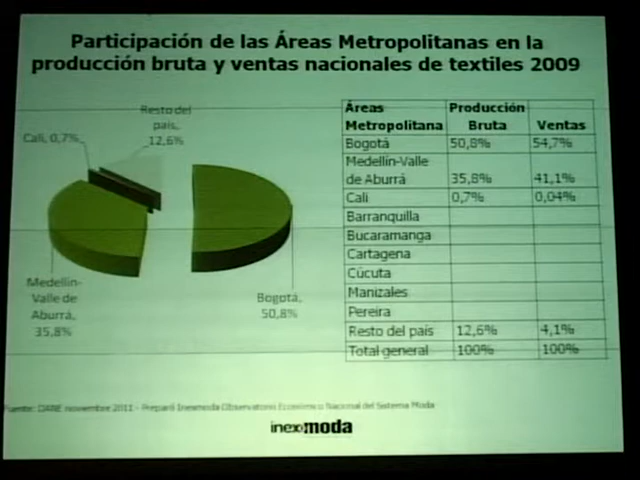 Participación de las Áreas Metropolitanas en la
producción bruta y ventas nacionales de textiles 2009
Resto del
país,
12,6%
Cali, 0,7%
Medellín-
Valle de
Aburrá,
35,8%
Bogotá,
50,8%
Áreas Metropolitana Producción Bruta Ventas
Bogotá 50,8% 54,7%
Medellín-Valle
de Aburrá 35,8% 41,1%
Cali 0,7% 0,04%
Barranquilla
Bucaramanga
Cartagena
Cúcuta
Manizales
Pereira
Resto del país 12,6% 4,1%
Total general 100% 100%
Fuente: DANE noviembre 2011 - Preparó Inexmoda Observatorio Económico Nacional del Sistema Moda
inexmoda